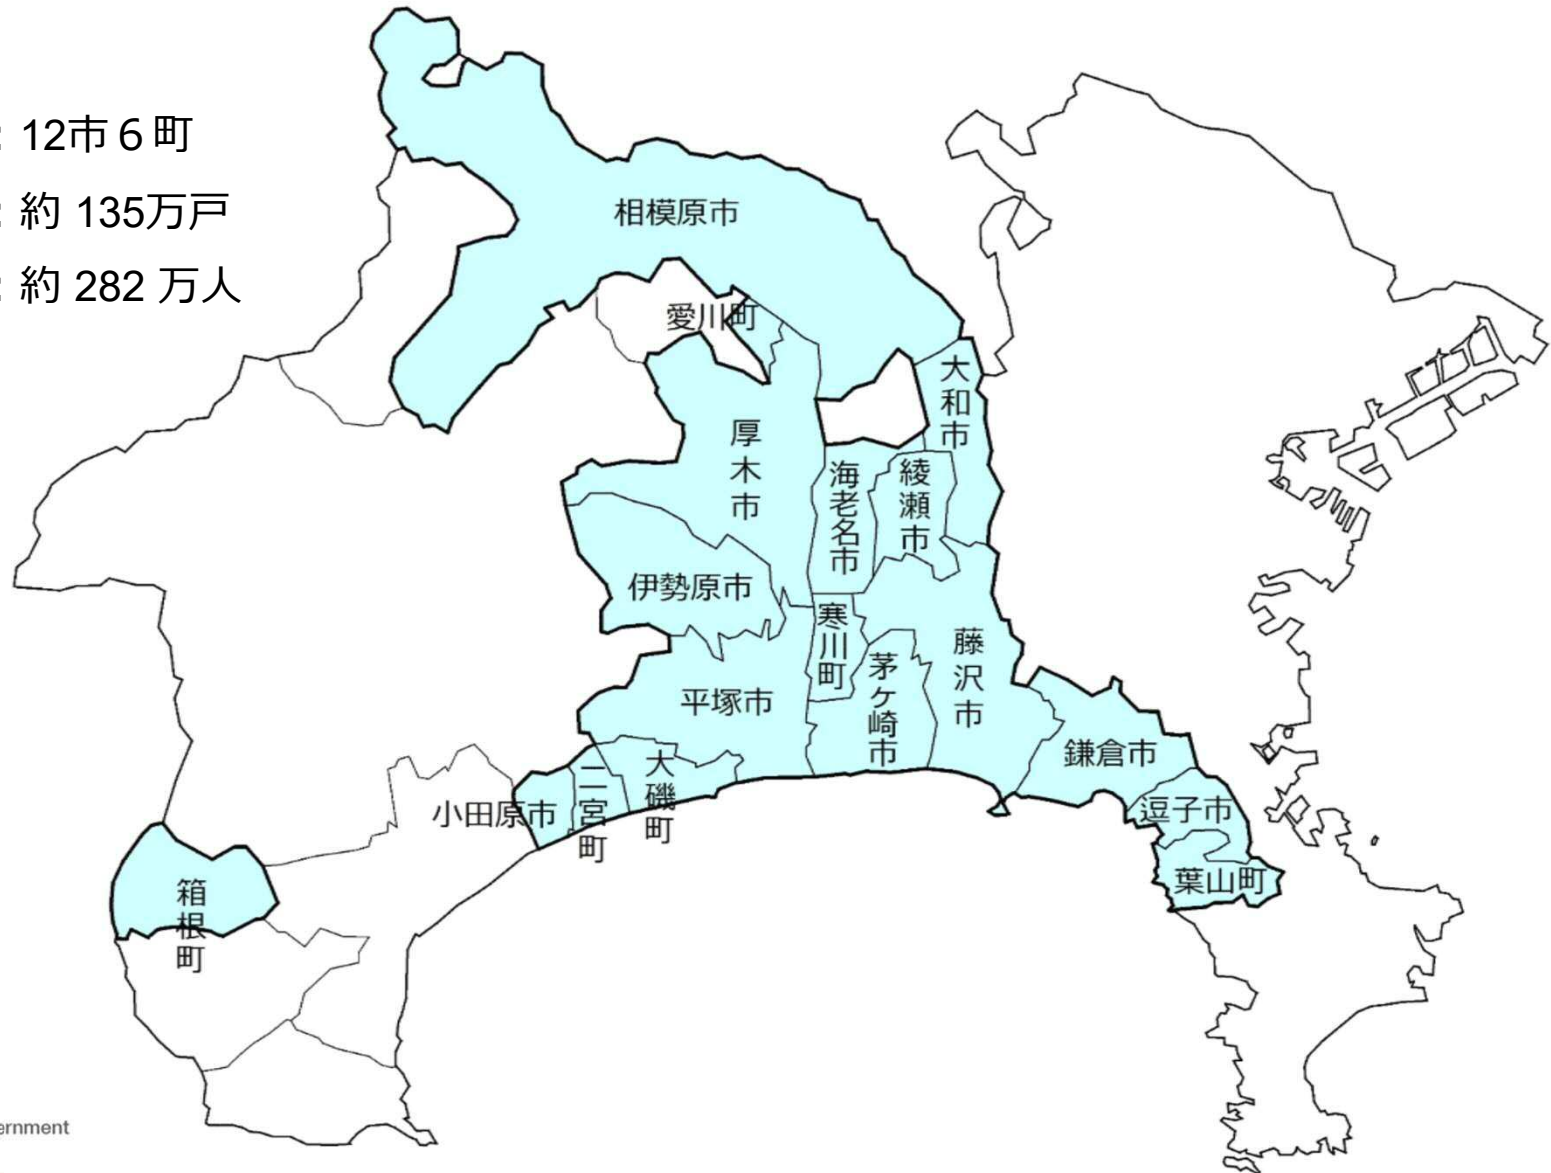 : 12市６町
: 約 135万戸
: 約 282 万人
相模原市
愛川町
大和市
厚木市
海老名市
綾瀬市
伊勢原市
寒川町
藤沢市
茅ケ崎市
平塚市
鎌倉市
大磯町
二宮町
小田原市
逗子市
葉山町
箱根町
ernment